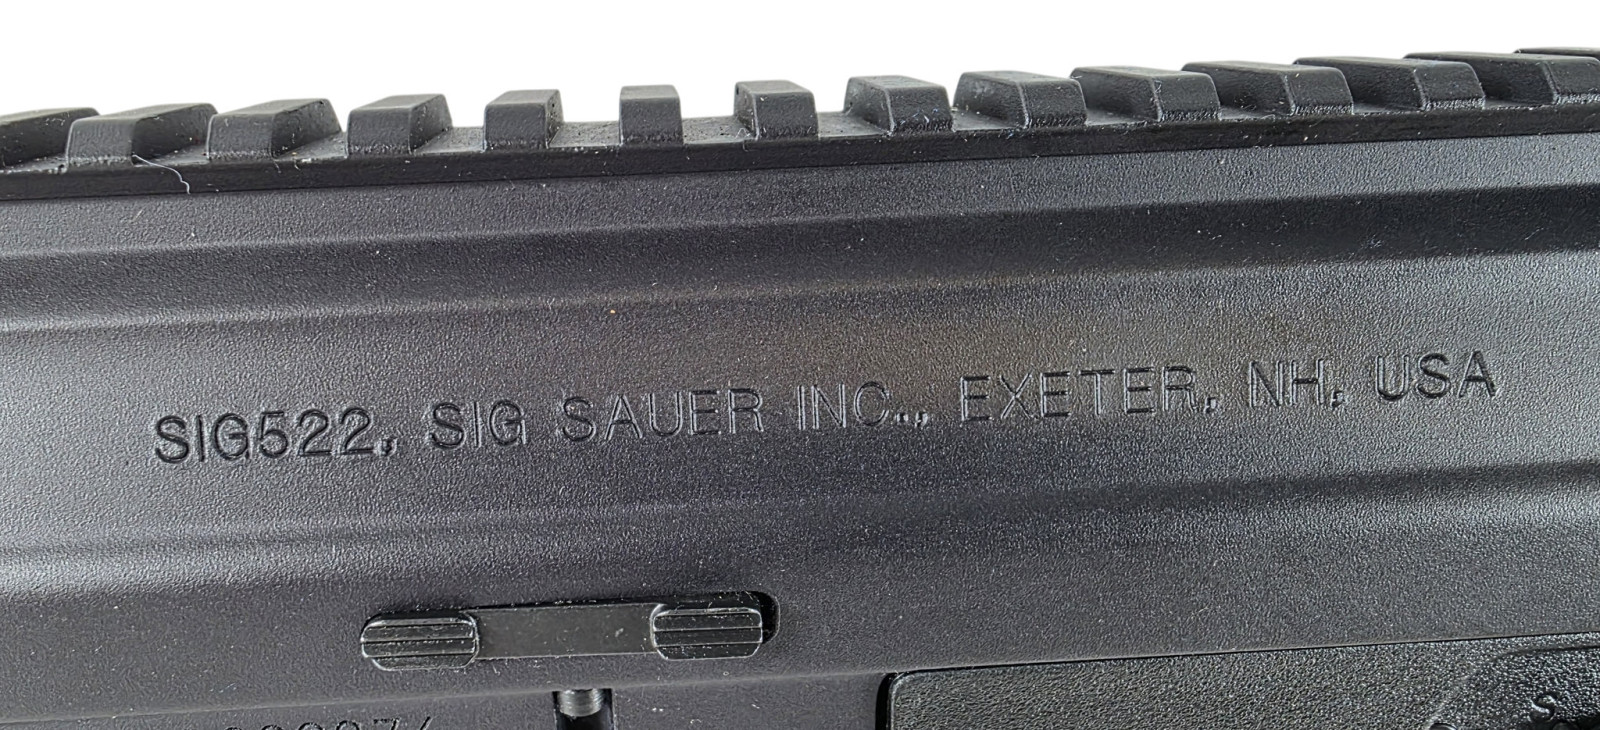 SIG522, SIG SAUER INC., EXETER, NH, USA
S